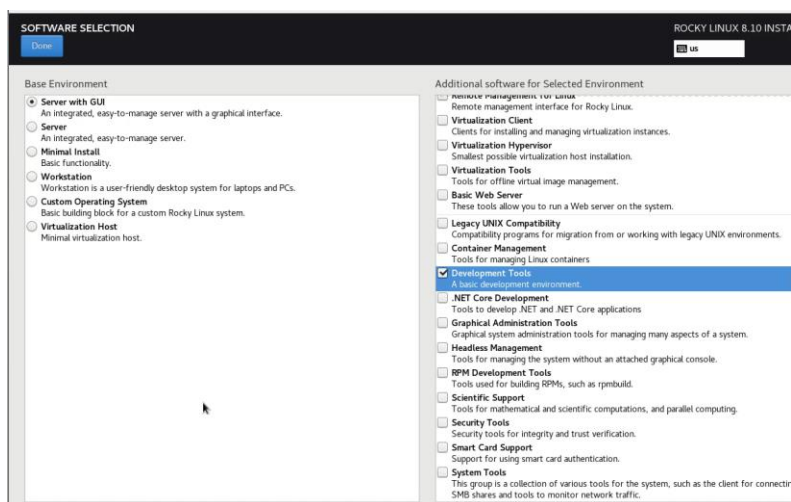 SOFTWARE SELECTION
Done
ROCKY LINUX 8.10 INSTA
us
Base Environment
Server with GUI
An integrated, easy-to-manage server with a graphical interface.
Server
An integrated, easy-to-manage server.
Minimal Install
Basic functionality.
Workstation
Workstation is a user-friendly desktop system for laptops and PCs.
Custom Operating System
Basic building block for a custom Rocky Linux system.
Virtualization Host
Minimal virtualization host.
Additional software for Selected Environment
Remote Management for Linux
Remote management interface for Rocky Linux.
Virtualization Client
Clients for installing and managing virtualization instances.
Virtualization Hypervisor
Smallest possible virtualization host installation.
Virtualization Tools
Tools for offline virtual image management.
Basic Web Server
These tools allow you to run a Web server on the system.
Legacy UNIX Compatibility
Compatibility programs for migration from or working with legacy UNIX environments.
Container Management
Tools for managing Linux containers
Development Tools
A basic development environment.
.NET Core Development
Tools to develop .NET and .NET Core applications
Graphical Administration Tools
Graphical system administration tools for managing many aspects of a system.
Headless Management
Tools for managing the system without an attached graphical console.
RPM Development Tools
Tools used for building RPMs, such as rpmbuild.
Scientific Support
Tools for mathematical and scientific computations, and parallel computing.
Security Tools
Security tools for integrity and trust verification.
Smart Card Support
Support for using smart card authentication.
System Tools
This group is a collection of various tools for the system, such as the client for connectin
SMB shares and tools to monitor network traffic.